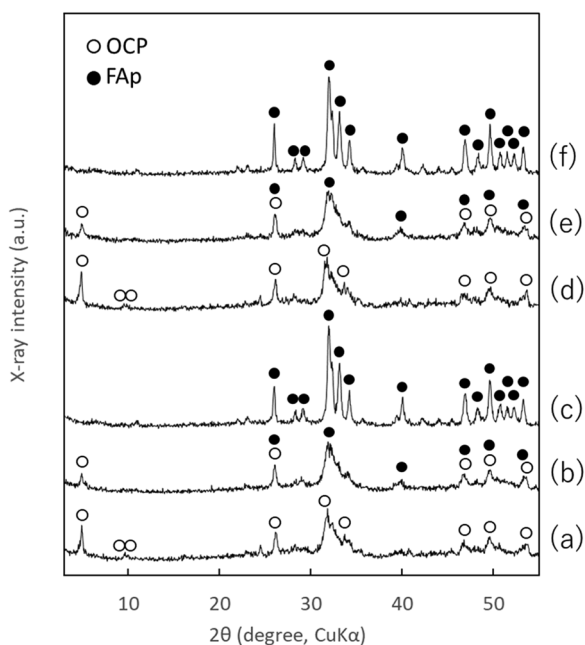 OCP
FAp
(f)
(e)
(d)
(c)
(b)
(a)
X-ray intensity (a.u.)
10 20 30 40 50
2θ (degree, CuKα)